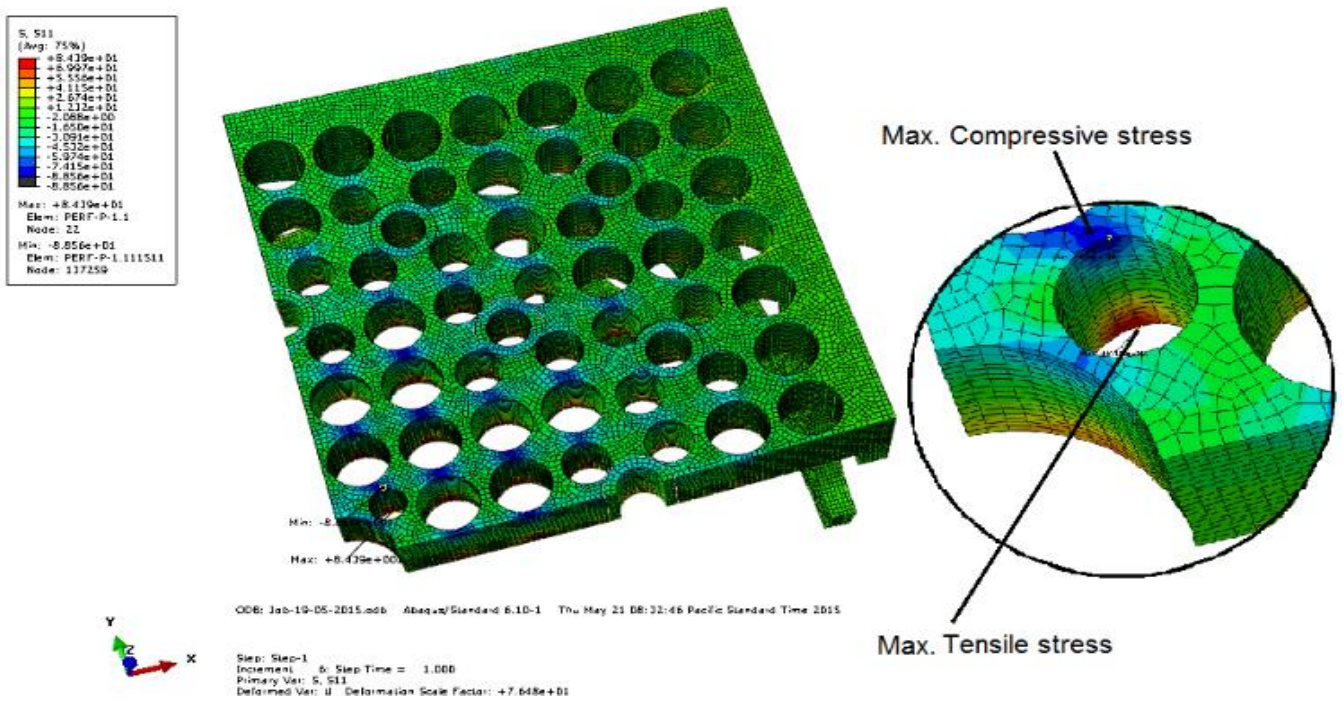 S, S11
(Avg: 75%)
+8.439e+01
+6.997e+01
+5.556e+01
+4.115e+01
+2.674e+01
+1.232e+01
-2.088e+00
-1.650e+01
-3.091e+01
-4.532e+01
-5.974e+01
-7.415e+01
-8.856e+01
-8.856e+01
Max: +8.439e+01
Elem: PERF-P-1.1
Node: 22
Min: -8.856e+01
Elem:
Node:
Max. Compressive stress
Min: -8.
Max: +8.439e+00
Max. Tensile stress
ODB: Job-19-05-2015.odb Abaqus/Standard 6.10-1 Thu May 21 08:32:46 Pacific Standard Time 2015
Y
Z
X
Step: Step-1
Increment 6: Step Time = 1.000
Primary Var: S, S11
Deformed Var: U Deformation Scale Factor: +7.648e+01